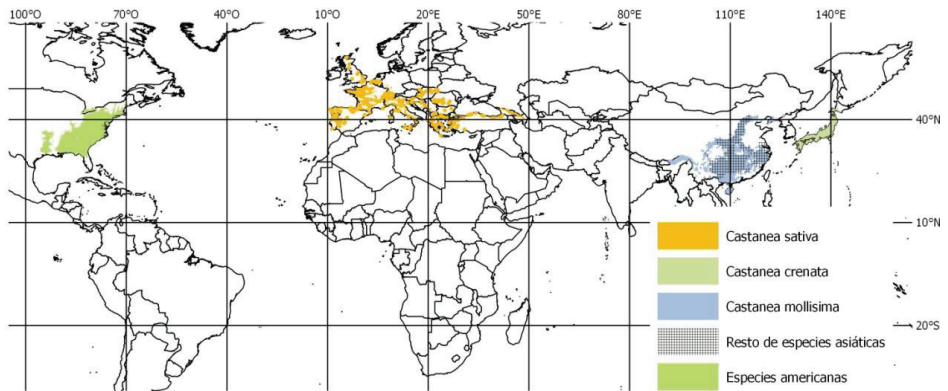 100°O 70°O 40°O 10°O 20°E 50°E 80°E 110°E 140°E
40°N
10°N
20°S
Castanea sativa
Castanea crenata
Castanea mollisima
Resto de especies asiáticas
Especies americanas